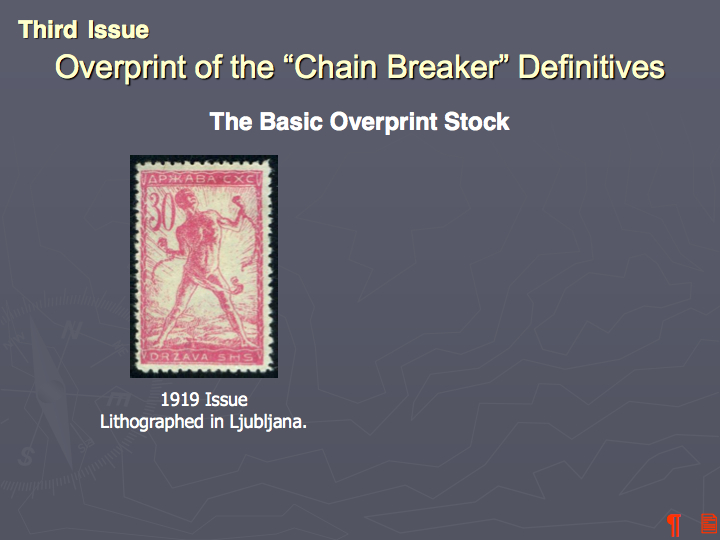 Third Issue
Overprint of the “Chain Breaker” Definitives
The Basic Overprint Stock
ДРЖАВА СХС
30
DRŽAVA SHS
1919 Issue
Lithographed in Ljubljana.
N
E
S
¶